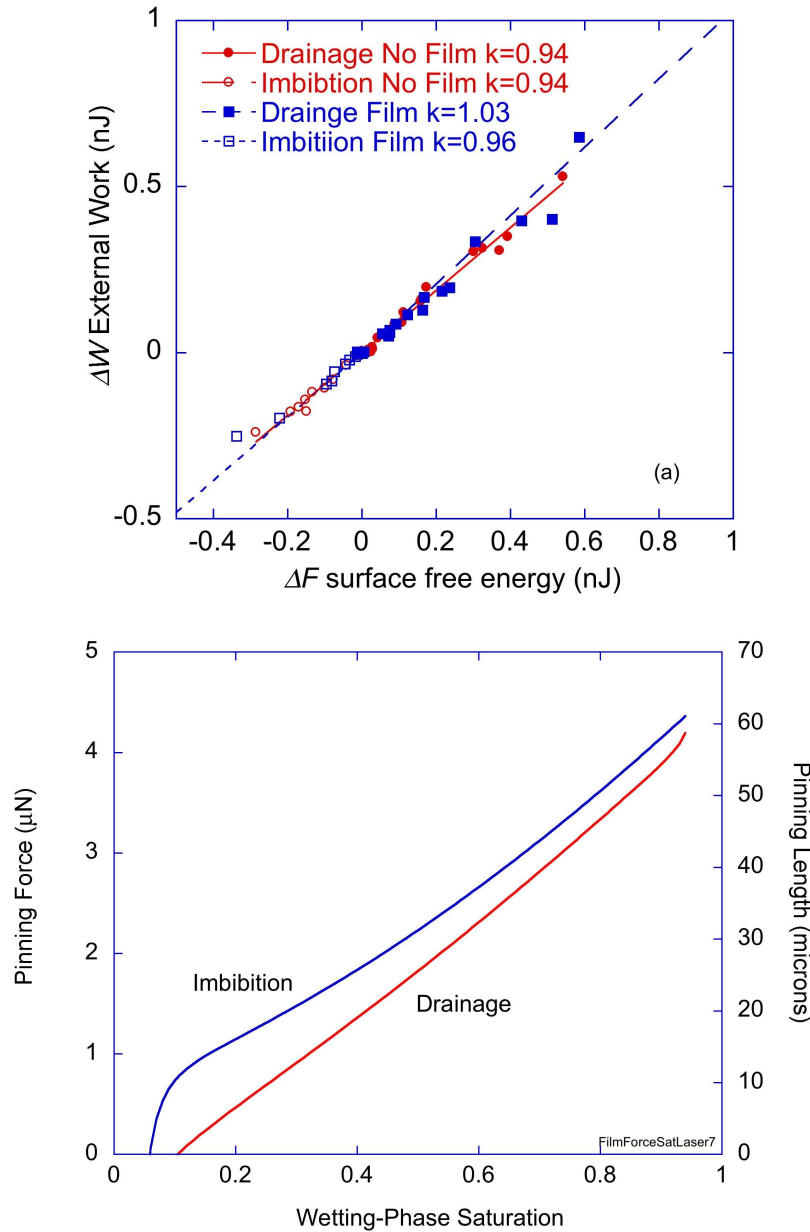 1
0.5
0
-0.5
ΔW External Work (nJ)
Drainage No Film k=0.94
Imbibtion No Film k=0.94
Drainge Film k=1.03
Imbitiion Film k=0.96
(a)
-0.4 -0.2 0 0.2 0.4 0.6 0.8 1
ΔF surface free energy (nJ)
5
4
3
2
1
0
Pinning Force (μN)
Imbibition
Drainage
FilmForceSatLaser7
70
60
50
40
30
20
10
0
Pinning Length (microns)
0 0.2 0.4 0.6 0.8 1
Wetting-Phase Saturation